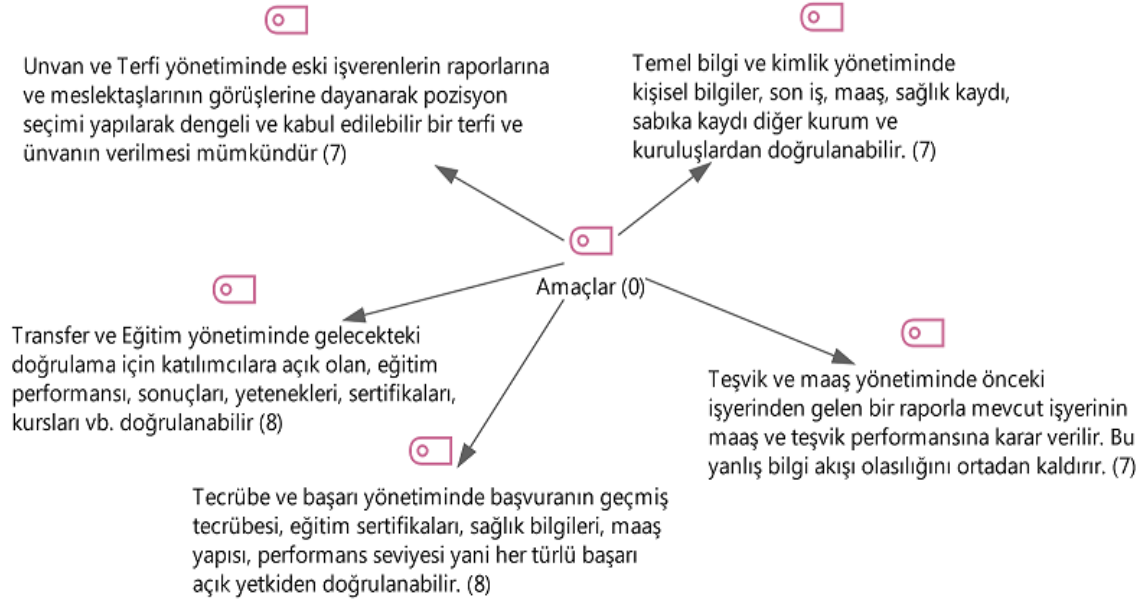 Unvan ve Terfi yönetiminde eski işverenlerin raporlarına
ve meslektaşlarının görüşlerine dayanarak pozisyon
seçimi yapılarak dengeli ve kabul edilebilir bir terfi ve
ünvanın verilmesi mümkündür (7)
Temel bilgi ve kimlik yönetiminde
kişisel bilgiler, son iş, maaş, sağlık kaydı,
sabıka kaydı diğer kurum ve
kuruluşlardan doğrulanabilir. (7)
Amaçlar (0)
Transfer ve Eğitim yönetiminde gelecekteki
doğrulama için katılımcılara açık olan, eğitim
performansı, sonuçları, yetenekleri, sertifikaları,
kursları vb. doğrulanabilir (8)
Teşvik ve maaş yönetiminde önceki
işyerinden gelen bir raporla mevcut işyerinin
maaş ve teşvik performansına karar verilir. Bu
yanlış bilgi akışı olasılığını ortadan kaldırır. (7)
Tecrübe ve başarı yönetiminde başvuranın geçmiş
tecrübesi, eğitim sertifikaları, sağlık bilgileri, maaş
yapısı, performans seviyesi yani her türlü başarı
açık yetkiden doğrulanabilir. (8)